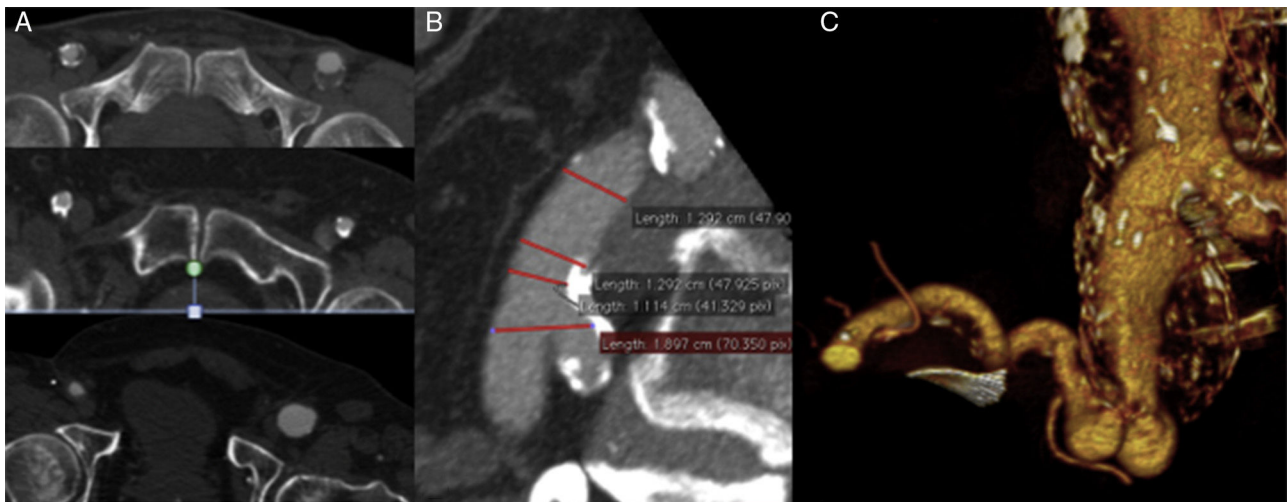 A
B
C
Length: 1.292 cm (47.90
Length: 1.292 cm (47.925 pix)
Length: 1.114 cm (41.329 pix)
Length: 1.897 cm (70.350 pix)